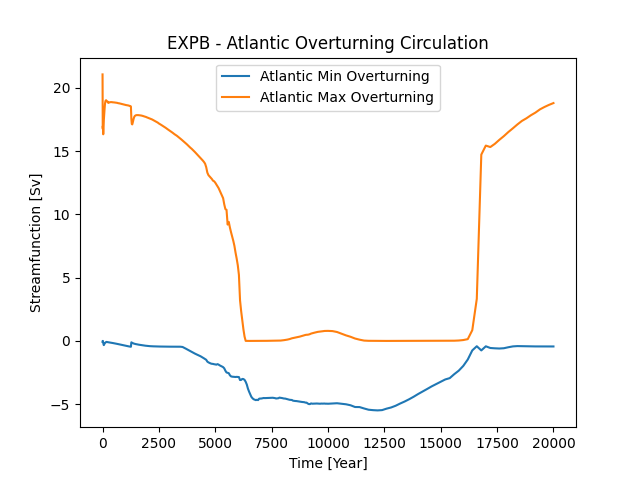 EXPB - Atlantic Overturning Circulation
Atlantic Min Overturning
Atlantic Max Overturning
Streamfunction [Sv]
20
15
10
5
0
−5
0 2500 5000 7500 10000 12500 15000 17500 20000
Time [Year]